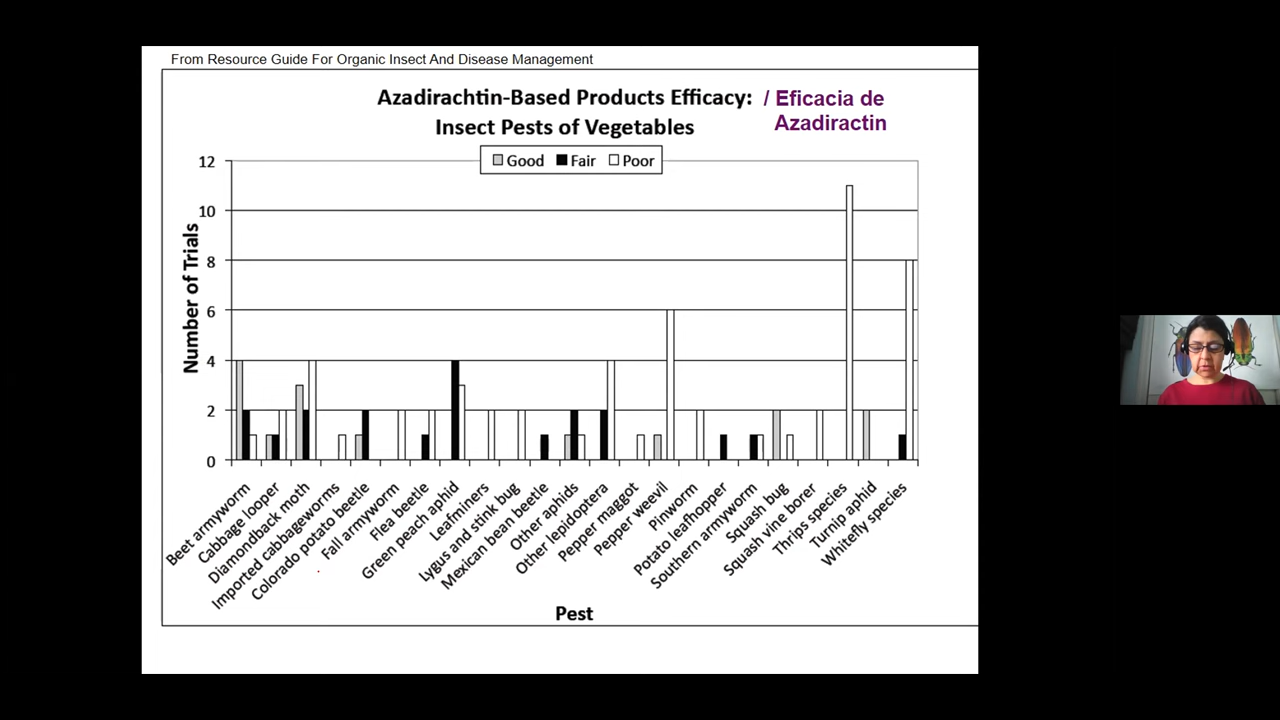 From Resource Guide For Organic Insect And Disease Management
Azadirachtin-Based Products Efficacy: / Eficacia de
Insect Pests of Vegetables Azadiractin
Good Fair Poor
12
10
8
6
4
2
0
Number of Trials
Beet armyworm
Cabbage looper
Diamondback moth
Imported cabbageworms
Colorado potato beetle
Fall armyworm
Flea beetle
Green peach aphid
Leafminers
Lygus and stink bug
Mexican bean beetle
Other aphids
Other lepidoptera
Pepper maggot
Pepper weevil
Pinworm
Potato leafhopper
Southern armyworm
Squash bug
Squash vine borer
Thrips species
Turnip aphid
Whitefly species
Pest